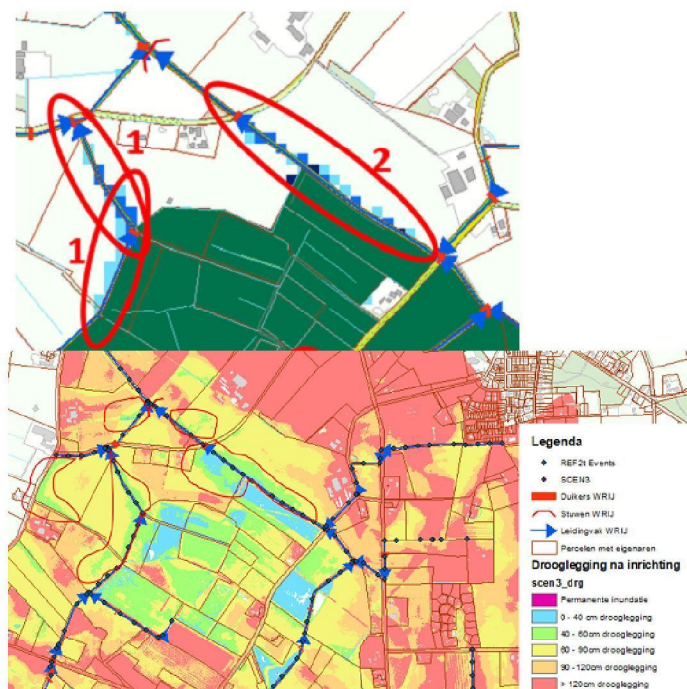 1
2
1
Legenda
REF2t Events
SCEN3
Duikers WRIJ
Stuwen WRIJ
Leidingvak WRIJ
Percelen met eigenaren
Drooglegging na inrichting
scen3_drg
Permanente inundatie
0 - 40 cm drooglegging
40 - 60cm drooglegging
60 - 90cm drooglegging
90 - 120cm drooglegging
> 120cm drooglegging